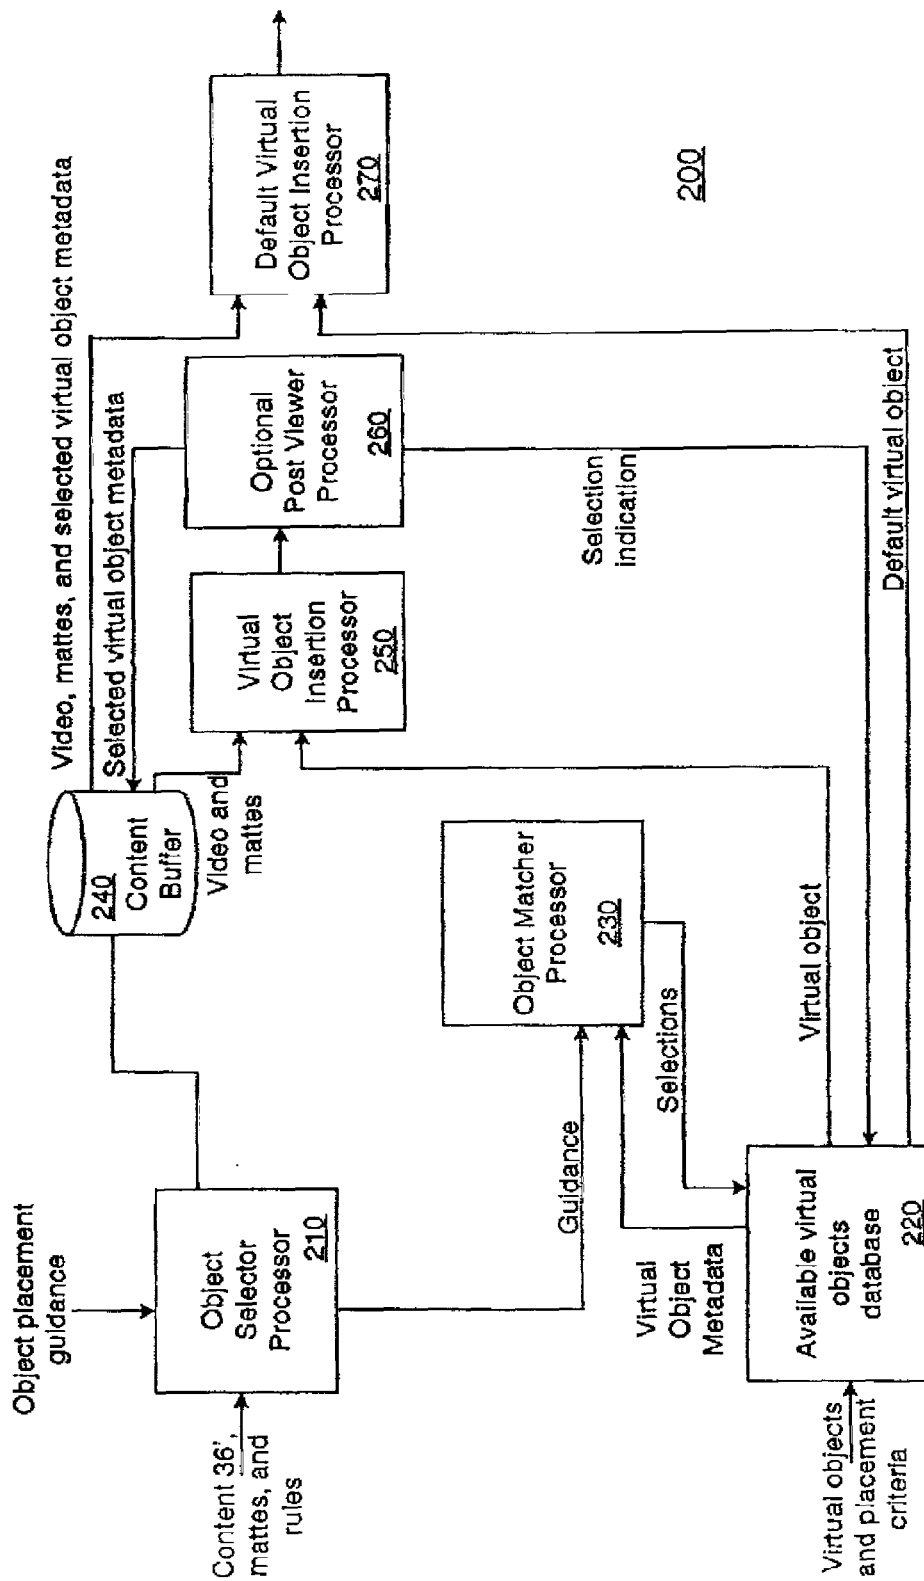 Object placement
guidance
Content 36',
mattes, and
rules
Object
Selector
Processor
210
240
Content
Buffer
Video, mattes, and selected virtual object metadata
Selected virtual object metadata
Video and
mattes
Virtual
Object
Insertion
Processor
250
Optional
Post Viewer
Processor
260
Default Virtual
Object Insertion
Processor
270
Guidance
Object Matcher
Processor
230
Selections
Virtual
Object
Metadata
Selection
indication
200
Virtual objects
and placement
criteria
Available virtual
objects
database
220
Virtual object
Default virtual object